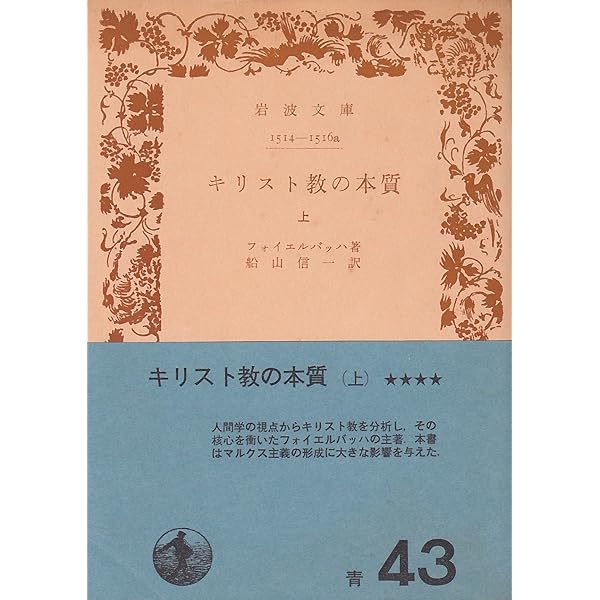 岩波文庫
1514—1516a
キリスト教の本質
上
フォイエルバッハ著
船山信一訳
キリスト教の本質(上) ★★★★
人間学の視点からキリスト教を分析し,その
核心を衝いたフォイエルバッハの主著.本書
はマルクス主義の形成に大きな影響を与えた.
青 43